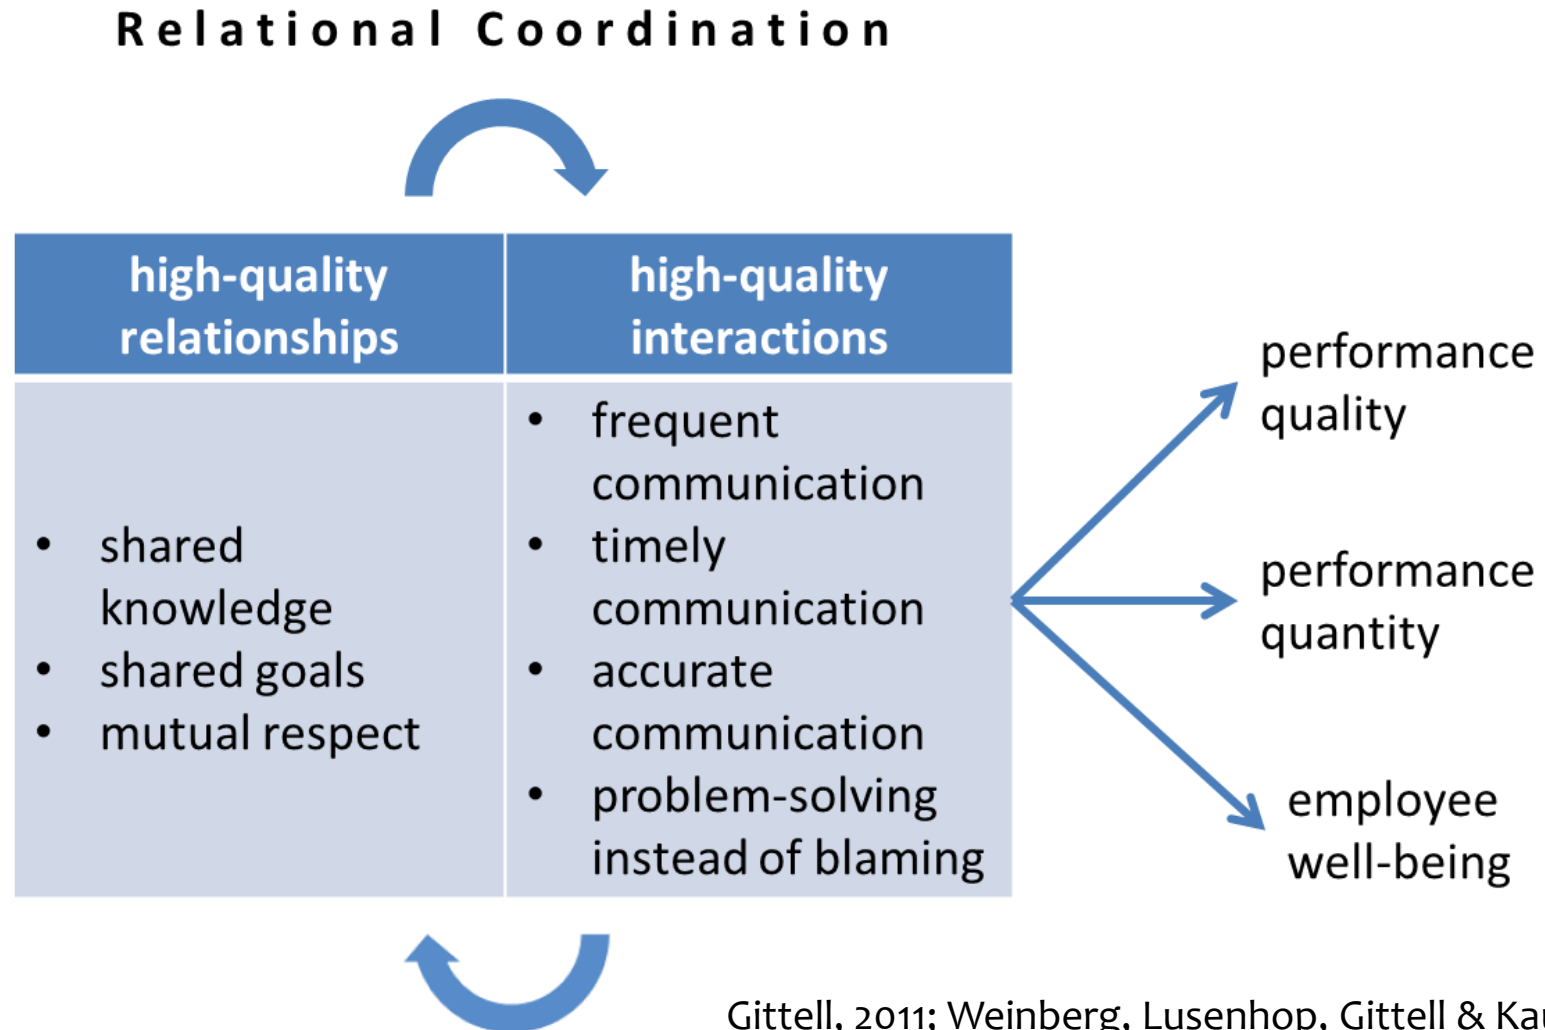 Relational Coordination
high-quality
relationships
high-quality
interactions
• shared
knowledge
• shared goals
• mutual respect
• frequent
communication
• timely
communication
• accurate
communication
• problem-solving
instead of blaming
performance
quality
performance
quantity
employee
well-being
Gittell, 2011; Weinberg, Lusenhop, Gittell &